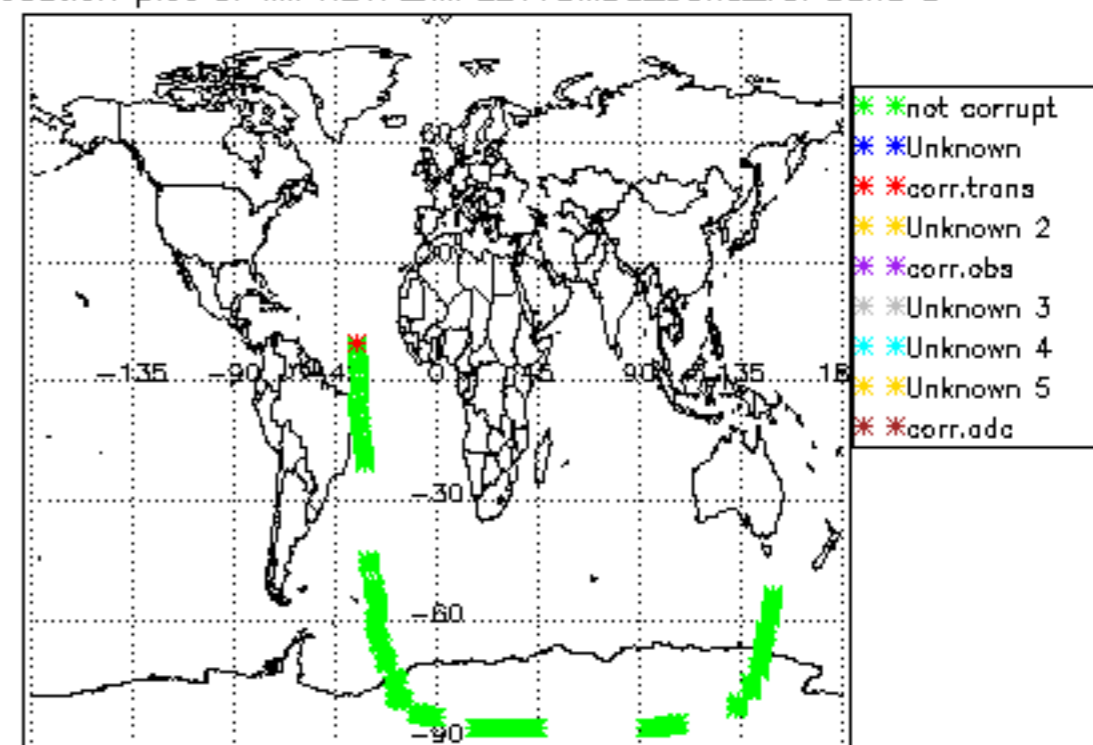 not corrupt
Unknown
corr.trans
Unknown 2
corr.obs
Unknown 3
Unknown 4
Unknown 5
corr.adc
60
-135 -90 0 45 90 135
-30
-60
-90